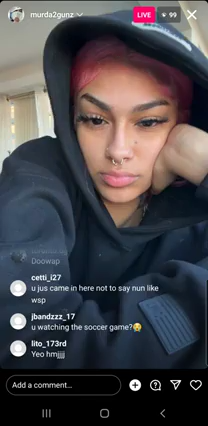 murda2gunz
LIVE
99
Doowap
cetti_i27
u jus came in here not to say nun like
wsp
jbandzzz_17
u watching the soccer game?😭
lito_173rd
Yeo hmjjjj
Add a comment...